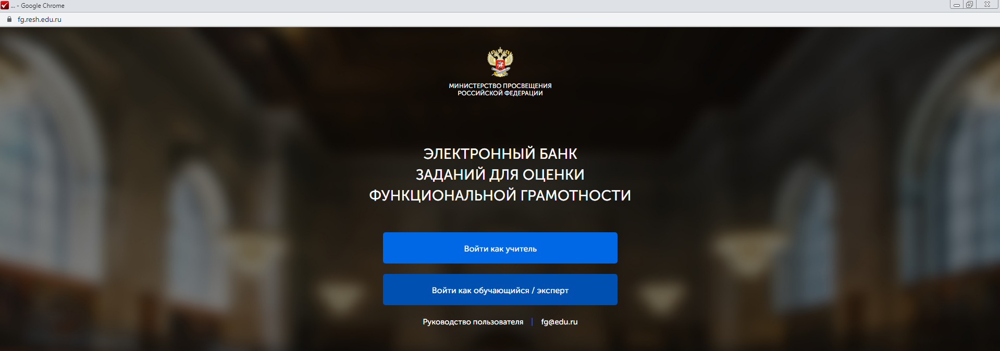 ... - Google Chrome
fg.resh.edu.ru
МИНИСТЕРСТВО ПРОСВЕЩЕНИЯ
РОССИЙСКОЙ ФЕДЕРАЦИИ
ЭЛЕКТРОННЫЙ БАНК
ЗАДАНИЙ ДЛЯ ОЦЕНКИ
ФУНКЦИОНАЛЬНОЙ ГРАМОТНОСТИ
Войти как учитель
Войти как обучающийся / эксперт
Руководство пользователя | fg@edu.ru